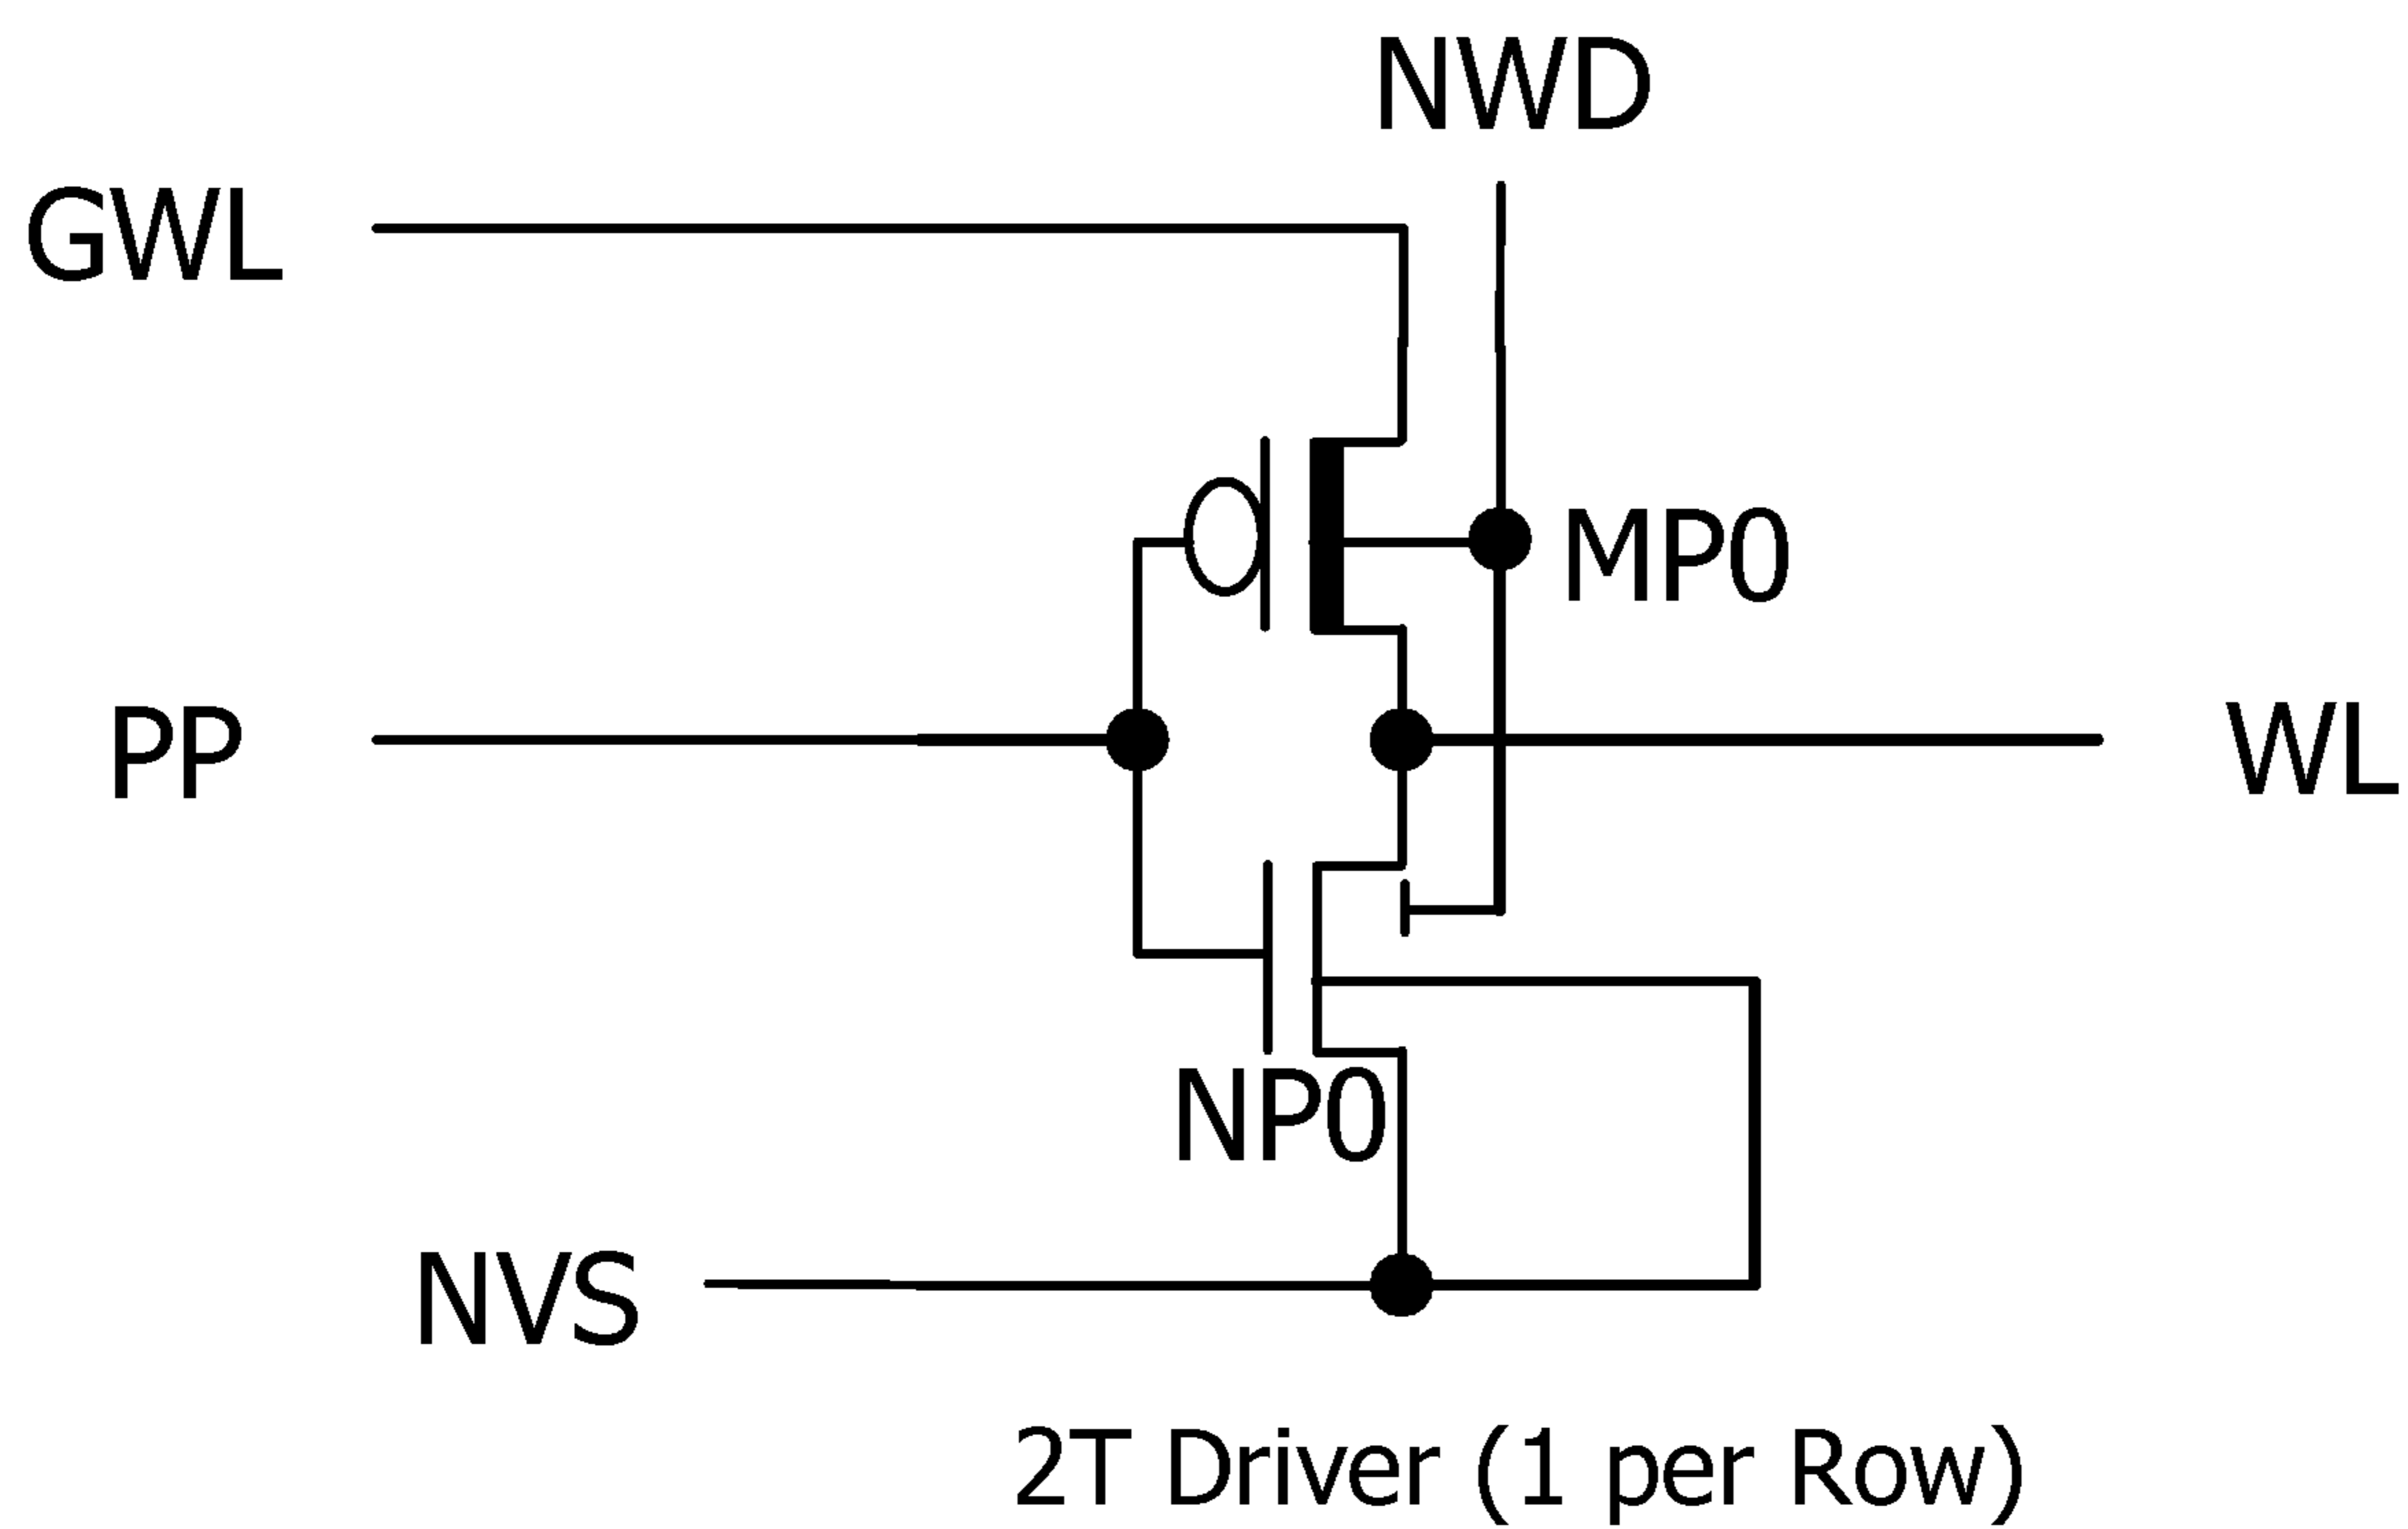 NWD
GWL
MP0
PP
WL
NP0
NVS
2T Driver (1 per Row)